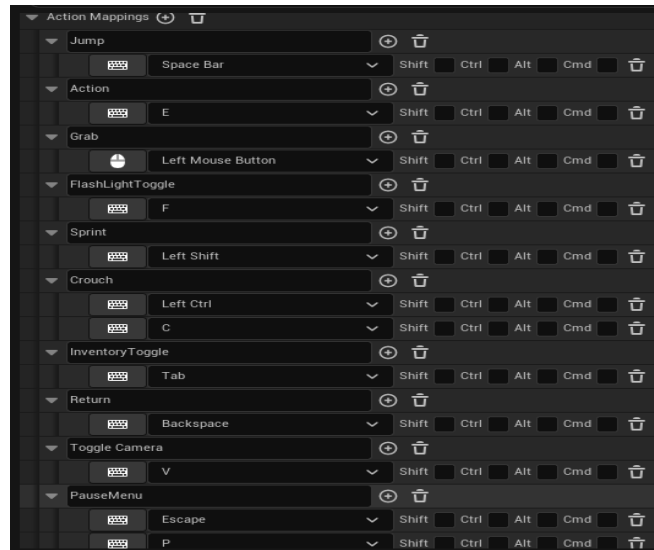 Action Mappings
Jump
Space Bar Shift Ctrl Alt Cmd
Action
E Shift Ctrl Alt Cmd
Grab
Left Mouse Button Shift Ctrl Alt Cmd
FlashLightToggle
F Shift Ctrl Alt Cmd
Sprint
Left Shift Shift Ctrl Alt Cmd
Crouch
Left Ctrl Shift Ctrl Alt Cmd
C Shift Ctrl Alt Cmd
InventoryToggle
Tab Shift Ctrl Alt Cmd
Return
Backspace Shift Ctrl Alt Cmd
Toggle Camera
V Shift Ctrl Alt Cmd
PauseMenu
Escape Shift Ctrl Alt Cmd
P Shift Ctrl Alt Cmd